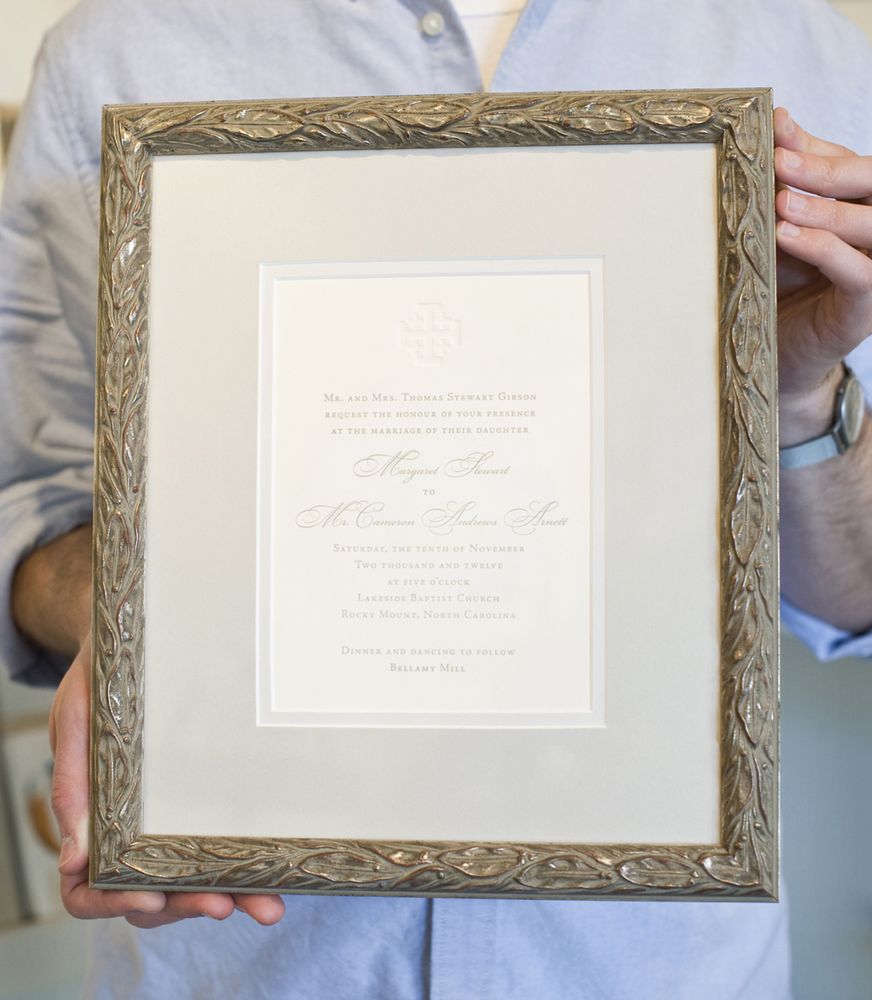 Mr. and Mrs. Thomas Stewart Gibson
request the honour of your presence
at the marriage of their daughter
Margaret Stewart
to
Mr. Cameron Andrews Arnett
Saturday, the tenth of November
Two thousand and twelve
at five o'clock
Lakeside Baptist Church
Rocky Mount, North Carolina
Dinner and dancing to follow
Bellamy Mill